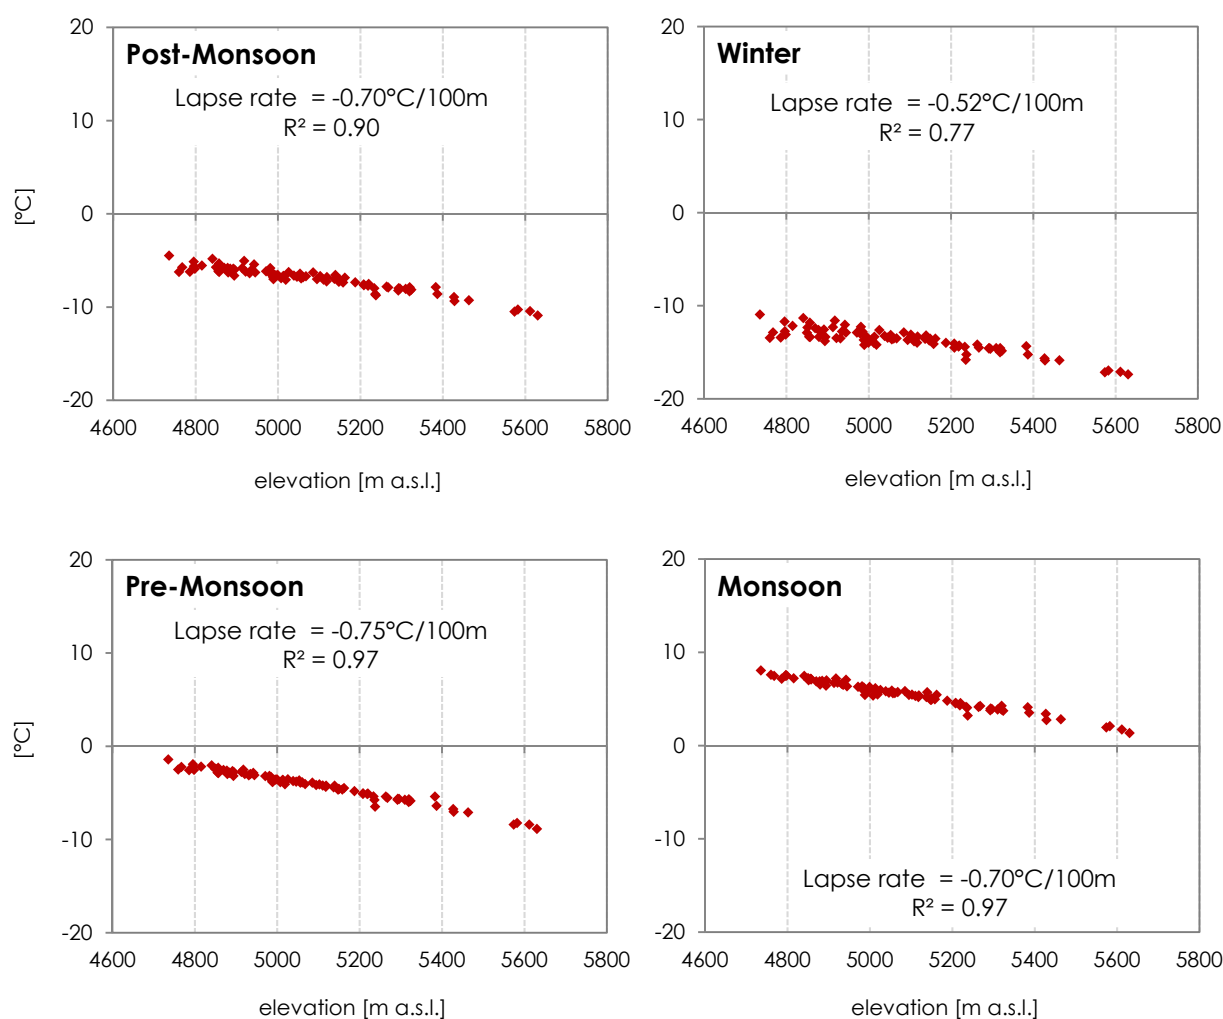 Post-Monsoon
Lapse rate = -0.70°C/100m
R² = 0.90
20
10
0
-10
-20
[°C]
4600 4800 5000 5200 5400 5600 5800
elevation [m a.s.l.]
Winter
Lapse rate = -0.52°C/100m
R² = 0.77
20
10
0
-10
-20
4600 4800 5000 5200 5400 5600 5800
elevation [m a.s.l.]
Pre-Monsoon
Lapse rate = -0.75°C/100m
R² = 0.97
20
10
0
-10
-20
[°C]
4600 4800 5000 5200 5400 5600 5800
elevation [m a.s.l.]
Monsoon
20
10
0
-10
-20
Lapse rate = -0.70°C/100m
R² = 0.97
4600 4800 5000 5200 5400 5600 5800
elevation [m a.s.l.]